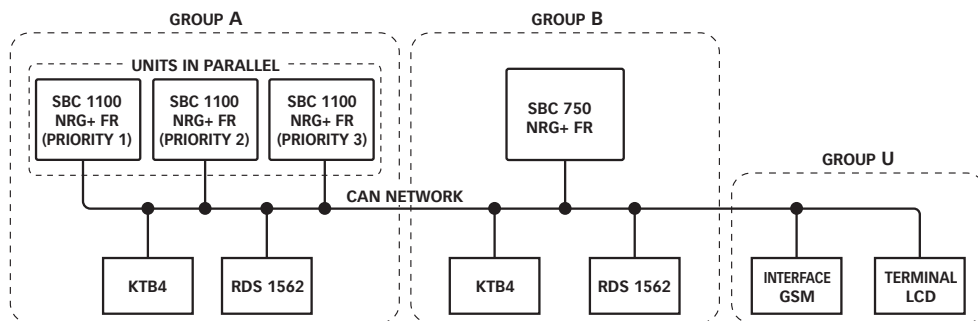 GROUP A
UNITS IN PARALLEL
SBC 1100
NRG+ FR
(PRIORITY 1)
SBC 1100
NRG+ FR
(PRIORITY 2)
SBC 1100
NRG+ FR
(PRIORITY 3)
CAN NETWORK
KTB4
RDS 1562
GROUP B
SBC 750
NRG+ FR
KTB4
RDS 1562
GROUP U
INTERFACE
GSM
TERMINAL
LCD